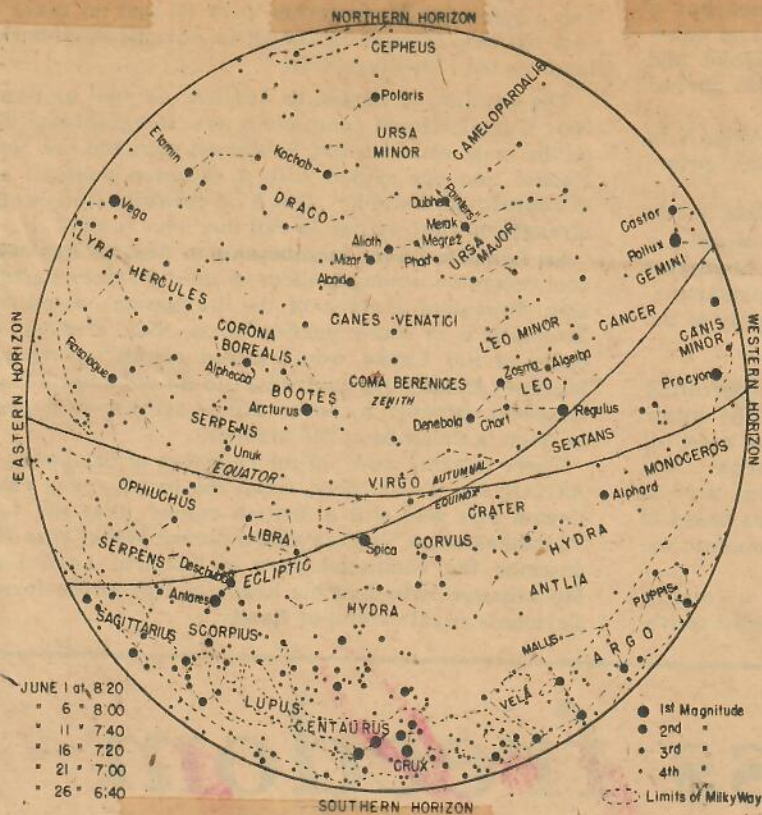 NORTHERN HORIZON
CEPHEUS
Polaris
CAMELOPARDALIS
URSA
MINOR
Etamin
Kochab
"Pointers"
DRACO
Dubhe
Vega
Castor
Merak
Alioth
Megrez
URSA
MAJOR
Pollux
Mizar
Phad
LYRA
GEMINI
Alcaid
HERCULES
CANES VENATICI
CANCER
CORONA
BOREALIS
LEO MINOR
CANIS
MINOR
EASTERN HORIZON
WESTERN HORIZON
Rasalague
Alphecca
Zosma
Algeiba
Procyon
BOOTES
COMA BERENICES
LEO
ZENITH
Arcturus
Denebola
Chort
Regulus
SERPENS
Unuk
SEXTANS
EQUATOR
VIRGO
AUTUMNAL
EQUINOX
MONOCEROS
OPHIUCHUS
Alphard
CRATER
LIBRA
Spica
CORVUS
HYDRA
SERPENS
Deschubba
ECLIPTIC
ANTLIA
Antares
HYDRA
PUPPIS
SAGITTARIUS
SCORPIUS
MALUS
ARGO
LUPUS
VELA
CENTAURUS
CRUX
JUNE 1 at 8:20
" 6 " 8:00
" 11 " 7:40
" 16 " 7:20
" 21 " 7:00
" 26 " 6:40
1st Magnitude
2nd "
3rd "
4th "
Limits of MilkyWay
SOUTHERN HORIZON